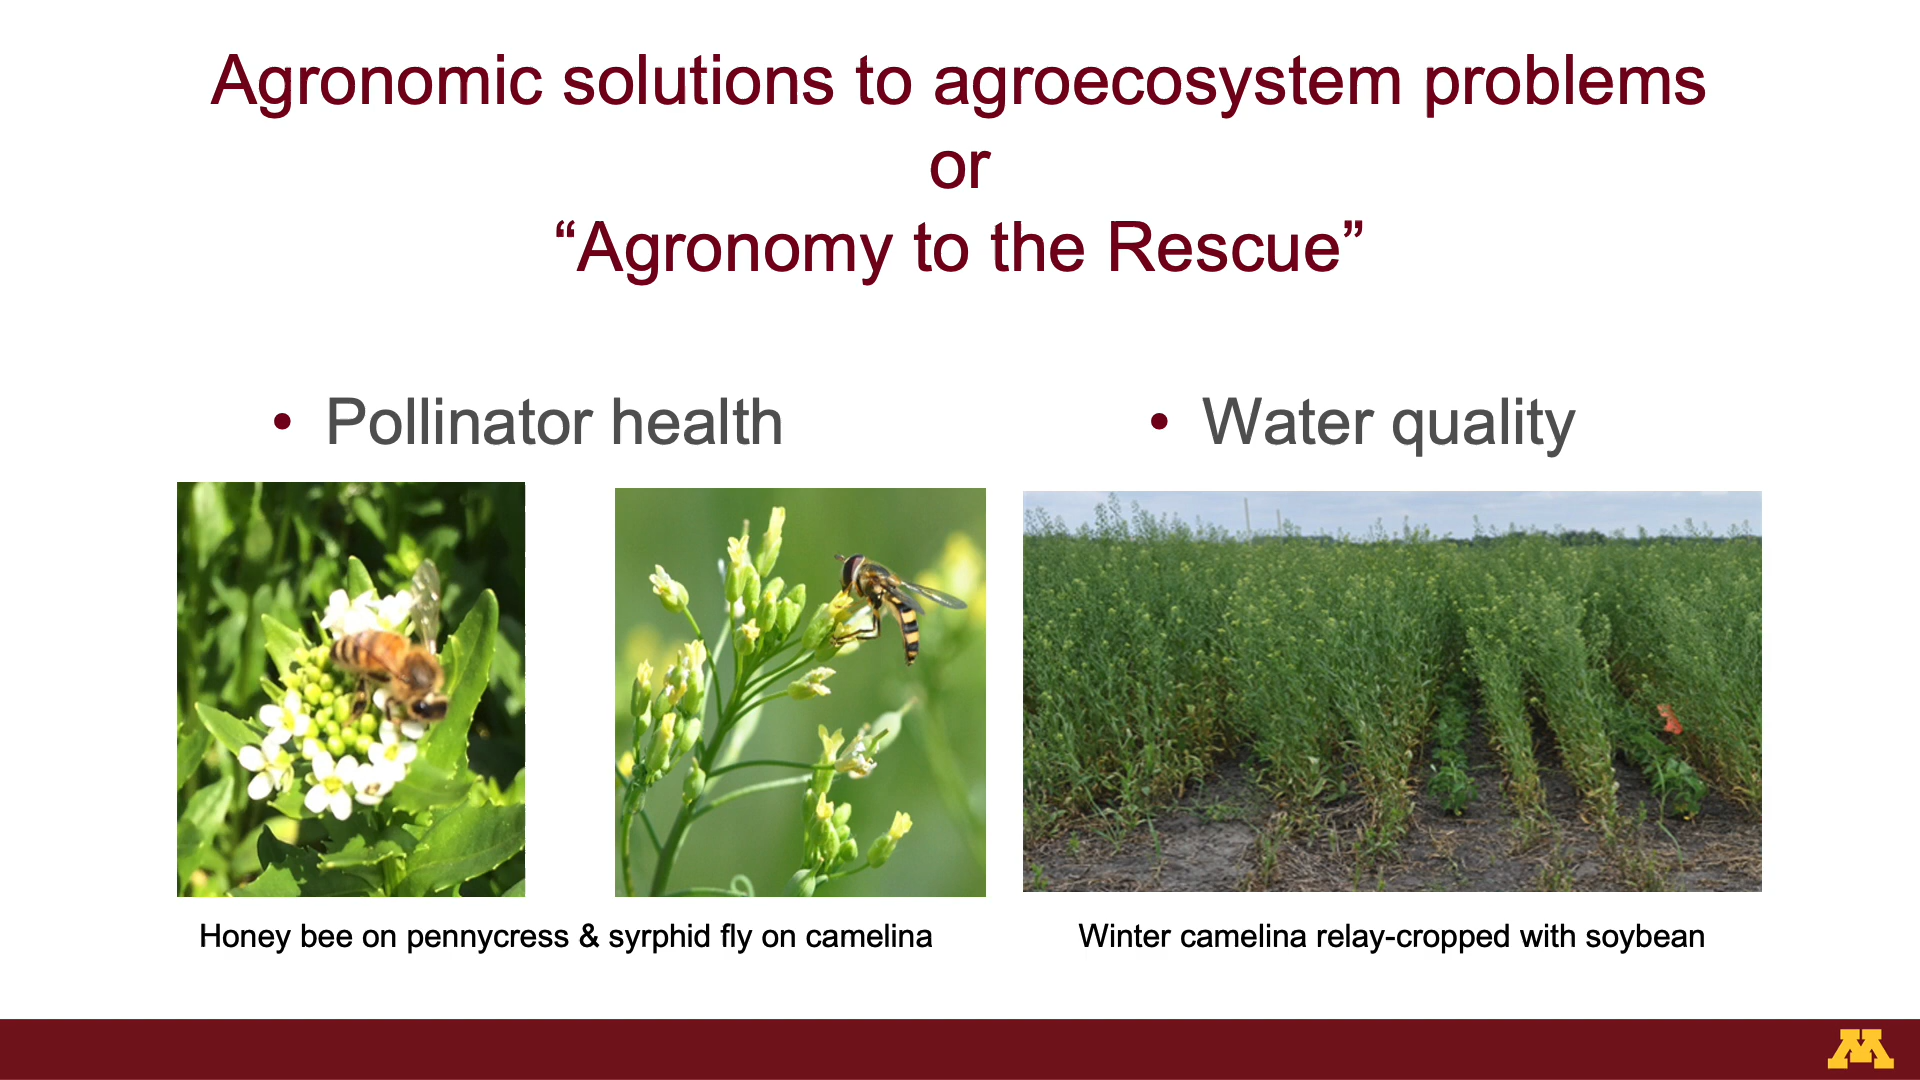 Agronomic solutions to agroecosystem problems
or
“Agronomy to the Rescue”
• Pollinator health
• Water quality
Honey bee on pennycress & syrphid fly on camelina
Winter camelina relay-cropped with soybean
M